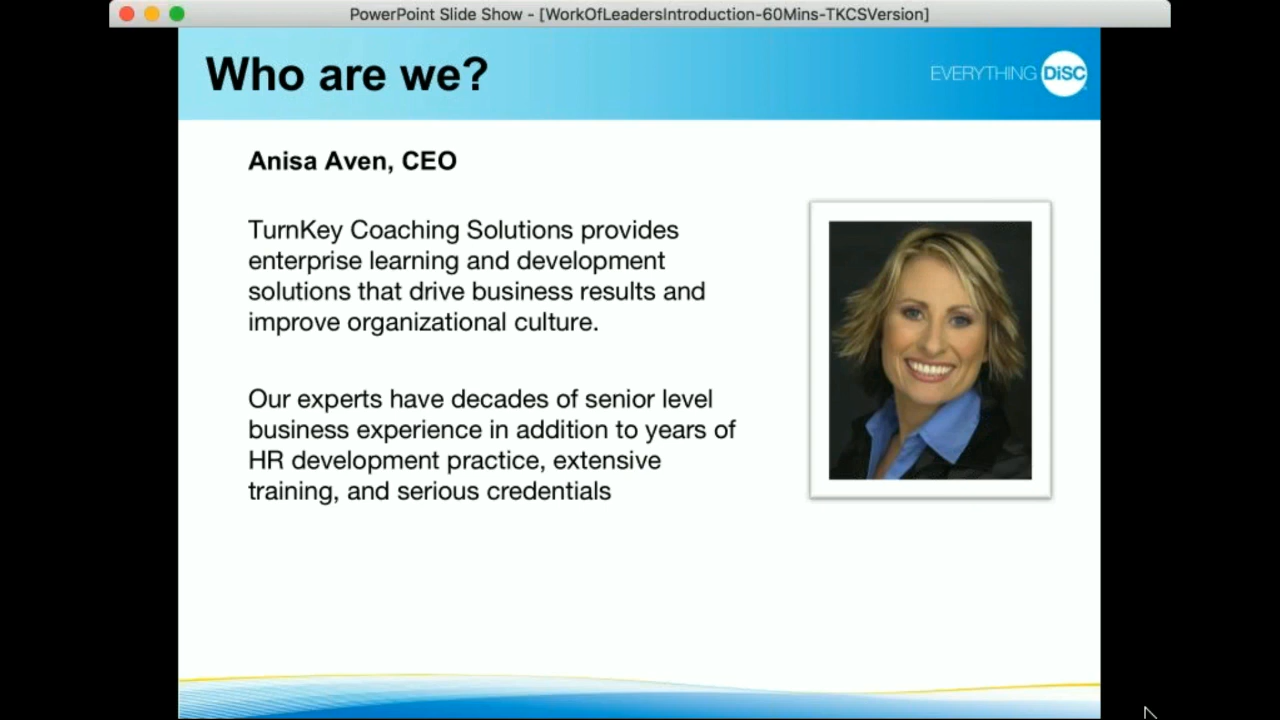 PowerPoint Slide Show - [WorkOfLeadersIntroduction-60Mins-TKCSVersion]
Who are we?
EVERYTHING DiSC
Anisa Aven, CEO
TurnKey Coaching Solutions provides
enterprise learning and development
solutions that drive business results and
improve organizational culture.
Our experts have decades of senior level
business experience in addition to years of
HR development practice, extensive
training, and serious credentials